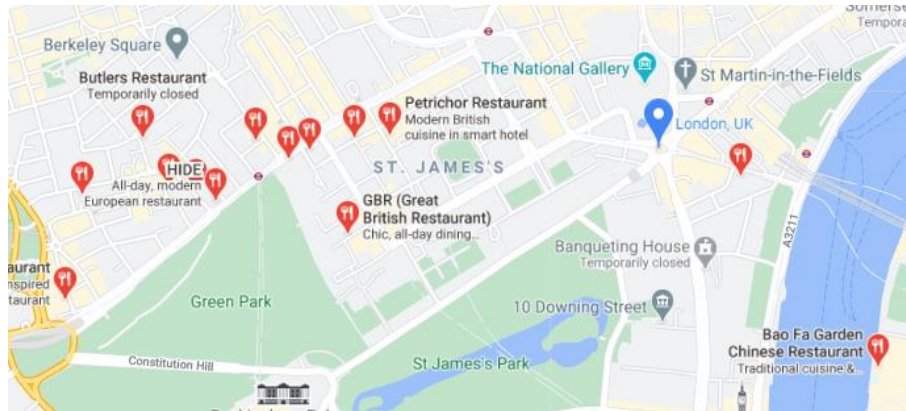 Somerse
Tempora
Berkeley Square
Butlers Restaurant
Temporarily closed
The National Gallery
St Martin-in-the-Fields
Petrichor Restaurant
Modern British
cuisine in smart hotel
London, UK
ST. JAMES'S
HIDE
All-day, modern
European restaurant
GBR (Great
British Restaurant)
Chic, all-day dining...
A3211
Banqueting House
Temporarily closed
aurant
nspired
staurant
Green Park
10 Downing Street
Bao Fa Garden
Chinese Restaurant
Traditional cuisine &..
Constitution Hill
St James's Park